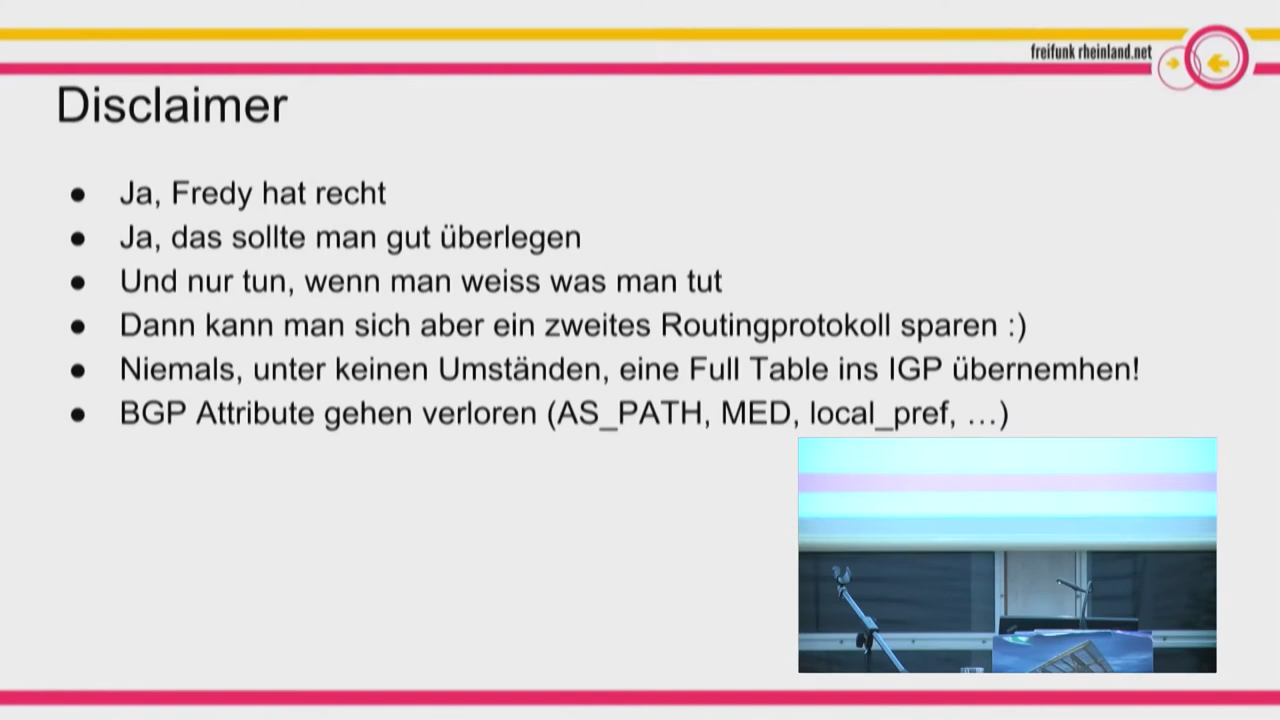 freifunk rheinland.net
Disclaimer
● Ja, Fredy hat recht
● Ja, das sollte man gut überlegen
● Und nur tun, wenn man weiss was man tut
● Dann kann man sich aber ein zweites Routingprotokoll sparen :)
● Niemals, unter keinen Umständen, eine Full Table ins IGP übernemhen!
● BGP Attribute gehen verloren (AS_PATH, MED, local_pref, …)